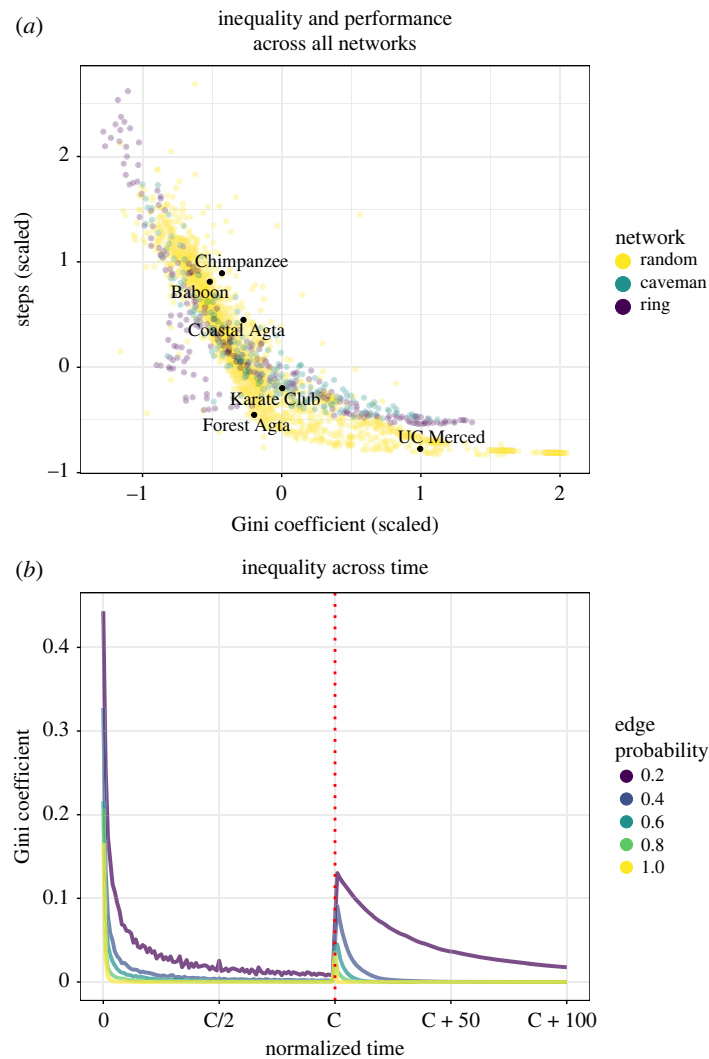 (a)
inequality and performance
across all networks
2
1
0
−1
steps (scaled)
Chimpanzee
Baboon
Coastal Agta
Karate Club
Forest Agta
UC Merced
−1
0
1
2
Gini coefficient (scaled)
network
random
caveman
ring
(b)
inequality across time
0.4
0.3
0.2
0.1
0
Gini coefficient
0
C/2
C
C + 50
C + 100
normalized time
edge
probability
0.2
0.4
0.6
0.8
1.0